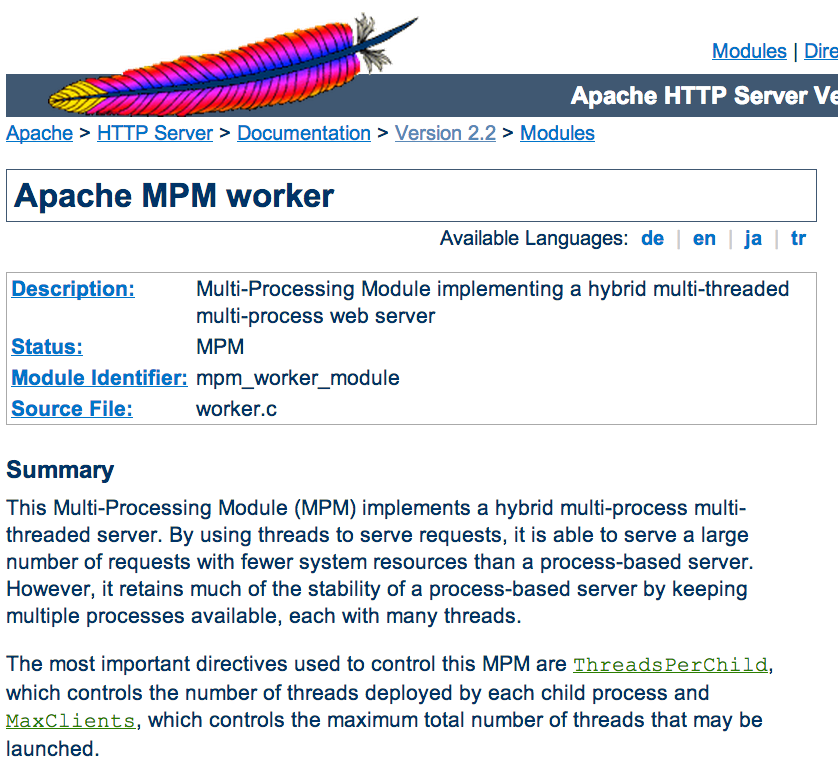 Modules | Dire
Apache HTTP Server Ve
Apache > HTTP Server > Documentation > Version 2.2 > Modules
Apache MPM worker
Available Languages: de | en | ja | tr
Description: Multi-Processing Module implementing a hybrid multi-threaded
multi-process web server
Status: MPM
Module Identifier: mpm_worker_module
Source File: worker.c
Summary
This Multi-Processing Module (MPM) implements a hybrid multi-process multi-
threaded server. By using threads to serve requests, it is able to serve a large
number of requests with fewer system resources than a process-based server.
However, it retains much of the stability of a process-based server by keeping
multiple processes available, each with many threads.
The most important directives used to control this MPM are ThreadsPerChild,
which controls the number of threads deployed by each child process and
MaxClients, which controls the maximum total number of threads that may be
launched.